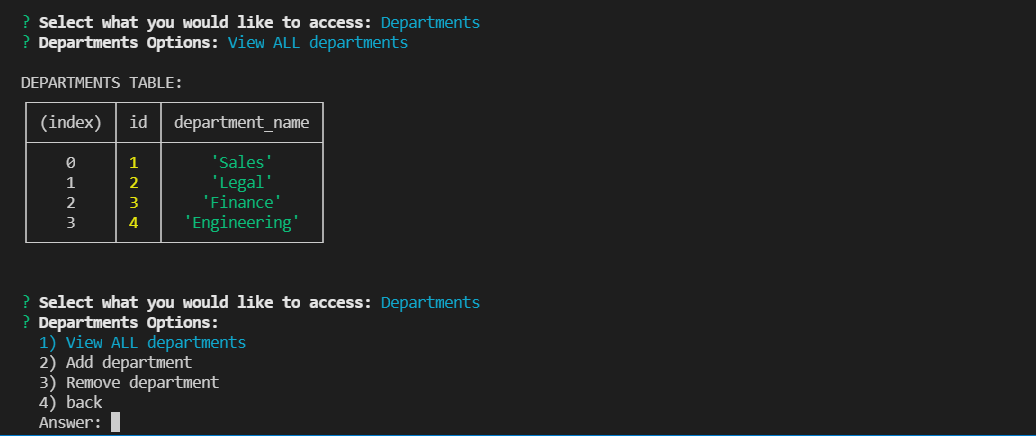 ? Select what you would like to access: Departments
? Departments Options: View ALL departments
DEPARTMENTS TABLE:
(index) id department_name
0 1 'Sales'
1 2 'Legal'
2 3 'Finance'
3 4 'Engineering'
? Select what you would like to access: Departments
? Departments Options:
1) View ALL departments
2) Add department
3) Remove department
4) back
Answer: